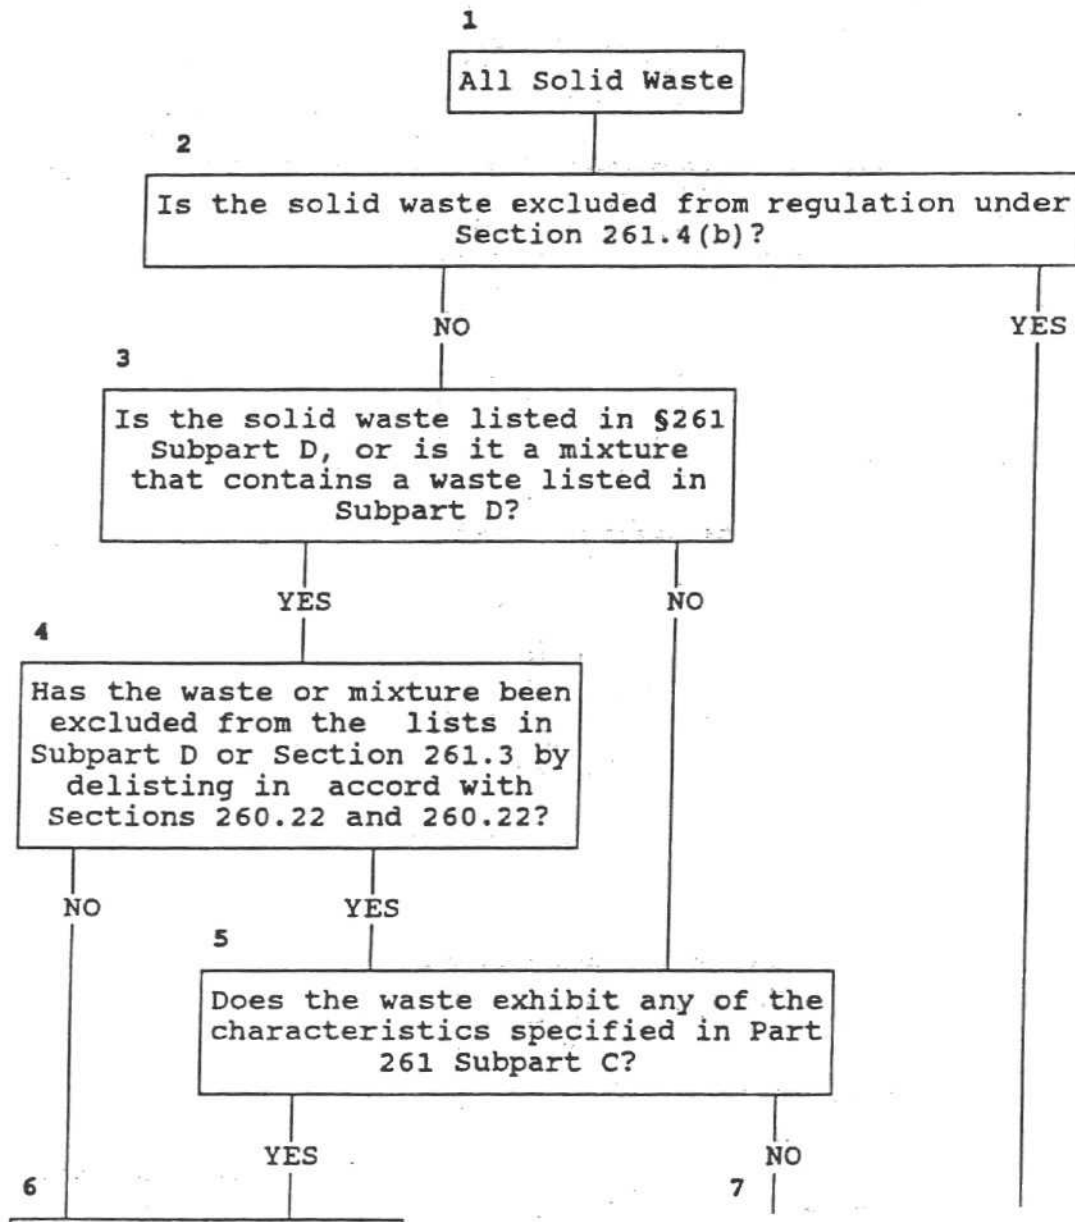 1
All Solid Waste
2
Is the solid waste excluded from regulation under
Section 261.4(b)?
NO
YES
3
Is the solid waste listed in §261
Subpart D, or is it a mixture
that contains a waste listed in
Subpart D?
YES
NO
4
Has the waste or mixture been
excluded from the lists in
Subpart D or Section 261.3 by
delisting in accord with
Sections 260.22 and 260.22?
NO
YES
5
Does the waste exhibit any of the
characteristics specified in Part
261 Subpart C?
YES
NO
6
7